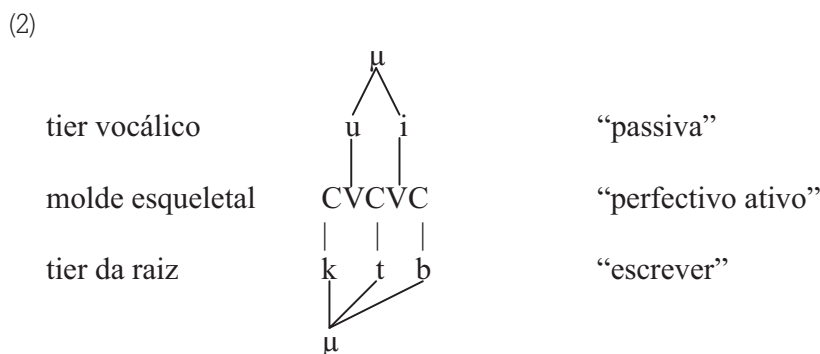 (2)
μ
tier vocálico u i “passiva”
molde esqueletal CVCVC “perfectivo ativo”
tier da raiz k t b “escrever”
μ